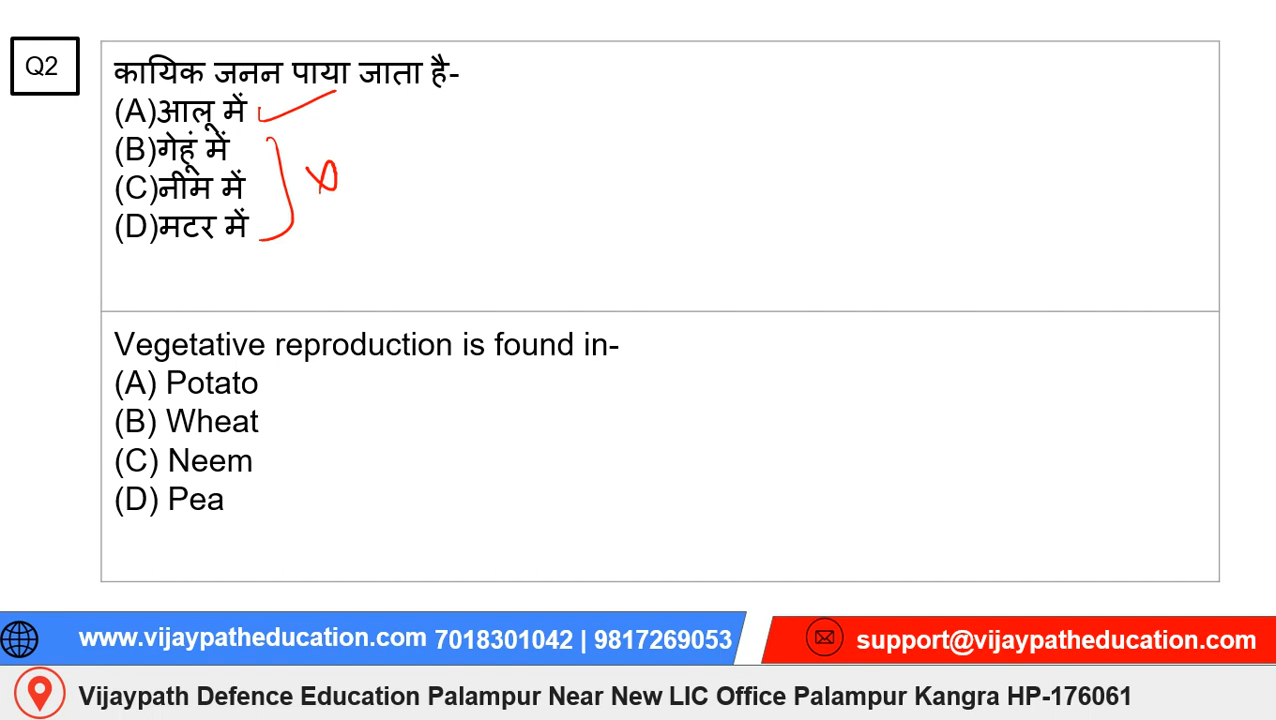 Q2
कायिक जनन पाया जाता है-
(A)आलू में
(B)गेहूं में
(C)नीम में
(D)मटर में
Vegetative reproduction is found in-
(A) Potato
(B) Wheat
(C) Neem
(D) Pea
www.vijaypatheducation.com 7018301042 | 9817269053
support@vijaypatheducation.com
Vijaypath Defence Education Palampur Near New LIC Office Palampur Kangra HP-176061